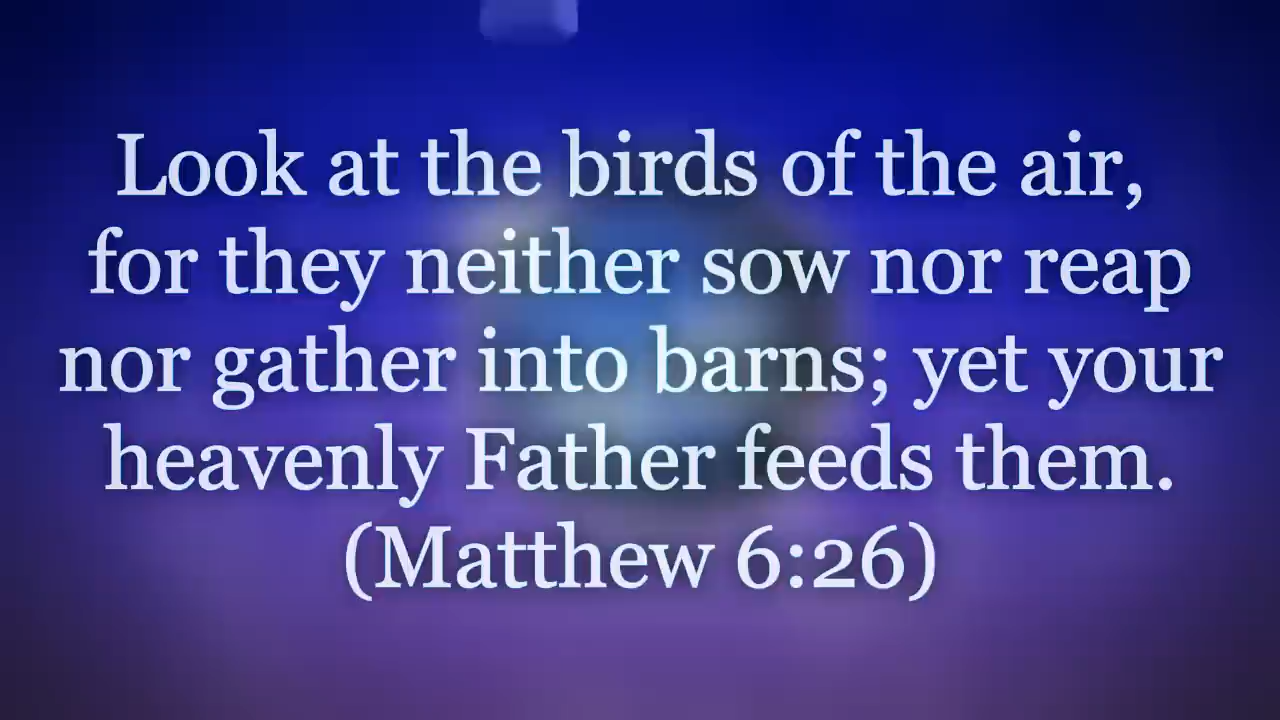 Look at the birds of the air,
for they neither sow nor reap
nor gather into barns; yet your
heavenly Father feeds them.
(Matthew 6:26)